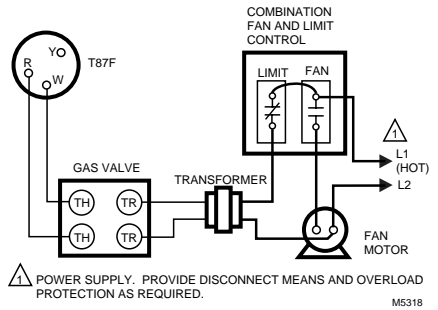 COMBINATION
FAN AND LIMIT
CONTROL
Y
R
T87F
W
LIMIT
FAN
1
L1
(HOT)
L2
GAS VALVE
TRANSFORMER
TH
TR
TH
TR
FAN
MOTOR
1 POWER SUPPLY. PROVIDE DISCONNECT MEANS AND OVERLOAD
PROTECTION AS REQUIRED.
M5318